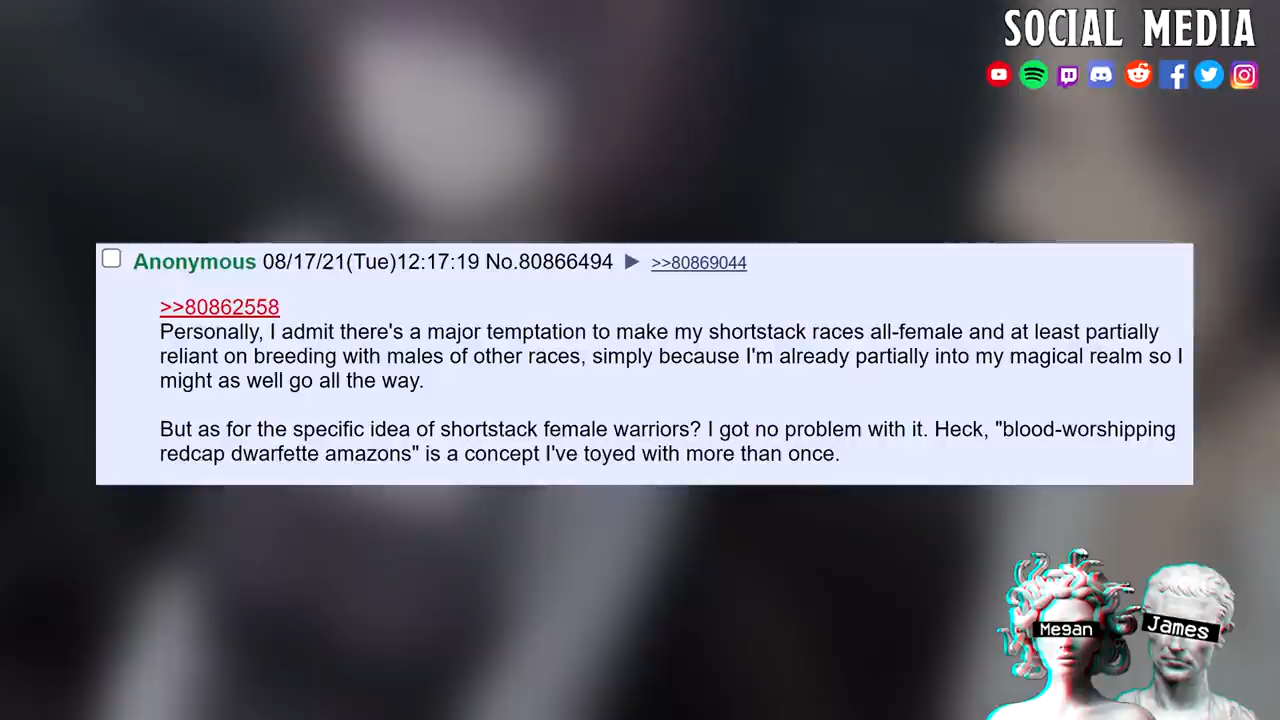 SOCIAL MEDIA
Anonymous 08/17/21(Tue)12:17:19 No.80866494 ▶ >>80869044
>>80862558
Personally, I admit there's a major temptation to make my shortstack races all-female and at least partially
reliant on breeding with males of other races, simply because I'm already partially into my magical realm so I
might as well go all the way.
But as for the specific idea of shortstack female warriors? I got no problem with it. Heck, "blood-worshipping
redcap dwarfette amazons" is a concept I've toyed with more than once.
Megan
James